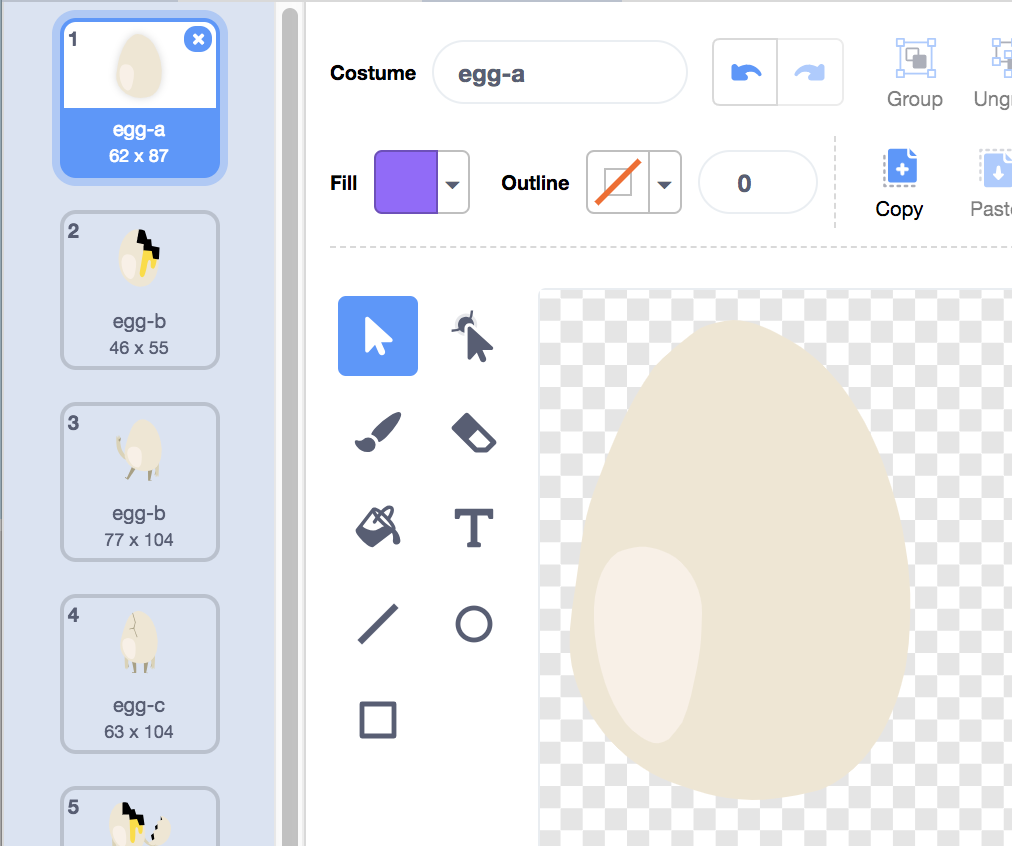 1
egg-a
62 x 87
2
egg-b
46 x 55
3
egg-b
77 x 104
4
egg-c
63 x 104
5
Costume
egg-a
Group
Ungr
Fill
Outline
0
Copy
Paste
T